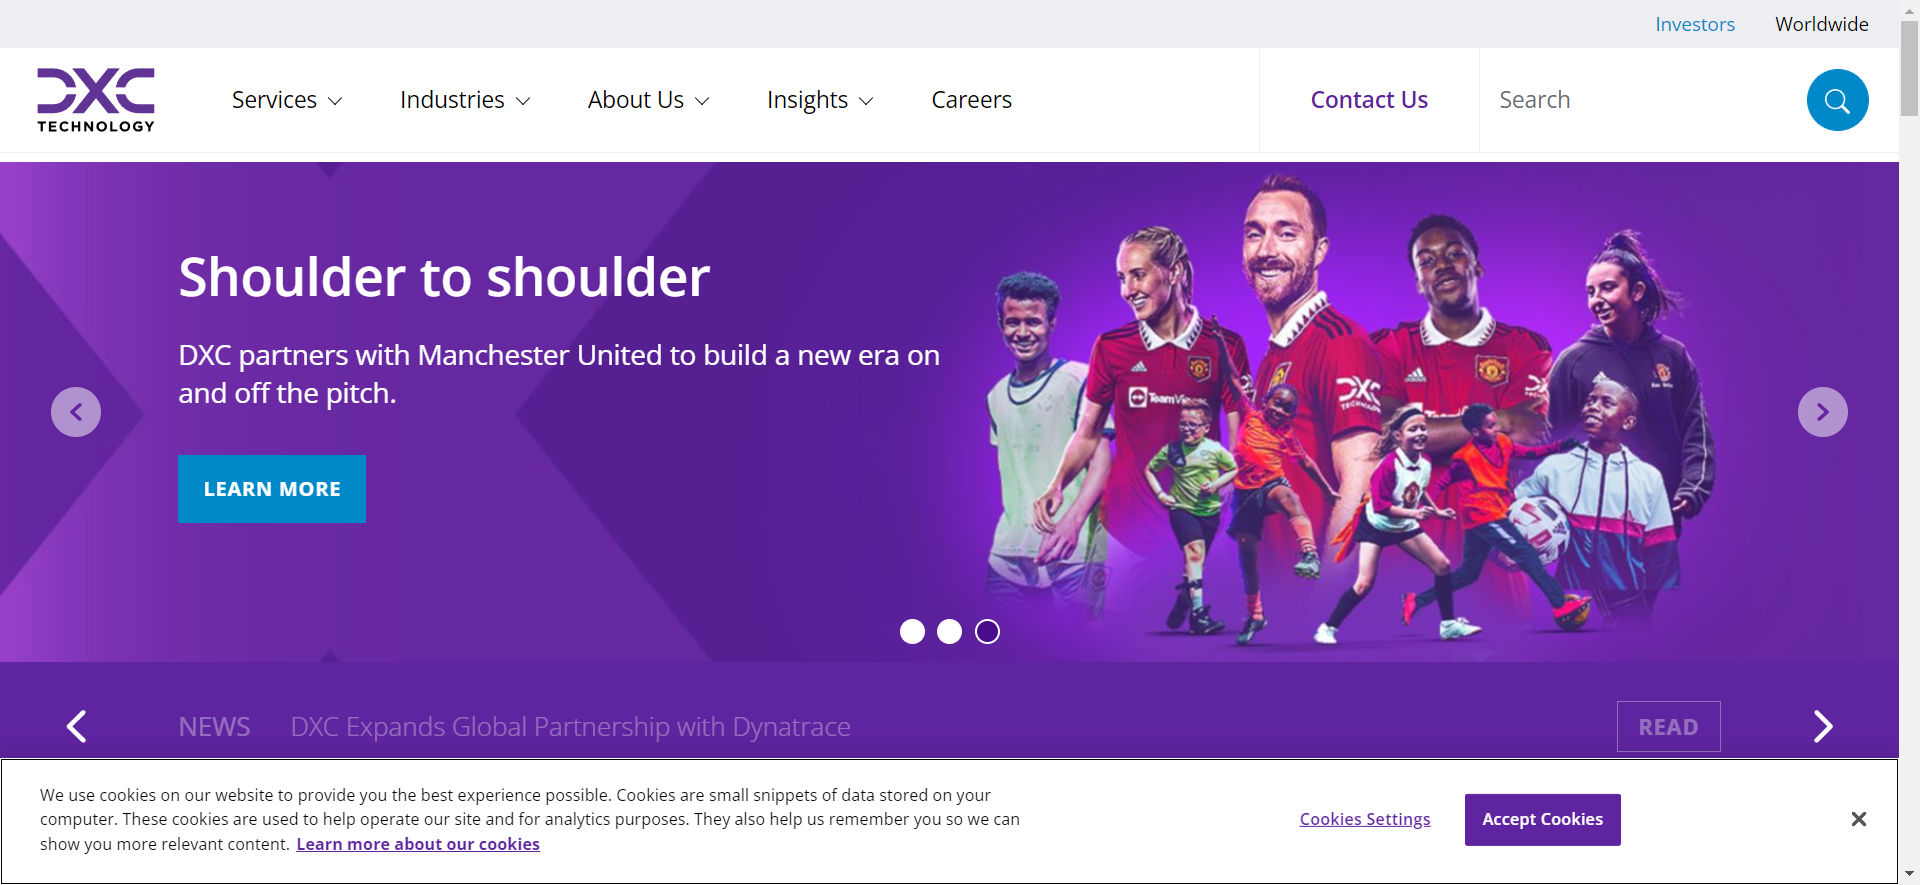 Investors Worldwide
DXC
TECHNOLOGY
Services Industries About Us Insights Careers Contact Us Search
Shoulder to shoulder
DXC partners with Manchester United to build a new era on
and off the pitch.
LEARN MORE
DXC
TECHNOLOGY
NEWS DXC Expands Global Partnership with Dynatrace READ
We use cookies on our website to provide you the best experience possible. Cookies are small snippets of data stored on your
computer. These cookies are used to help operate our site and for analytics purposes. They also help us remember you so we can
show you more relevant content. Learn more about our cookies
Cookies Settings Accept Cookies